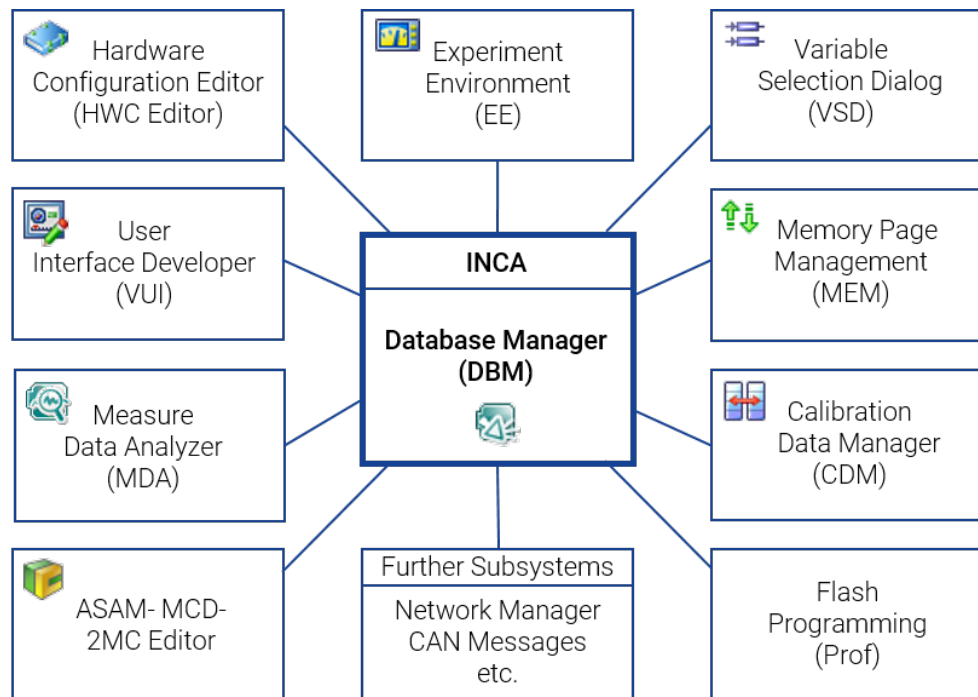 Hardware
Configuration Editor
(HWC Editor)
Experiment
Environment
(EE)
Variable
Selection Dialog
(VSD)
User
Interface Developer
(VUI)
INCA
Database Manager
(DBM)
Memory Page
Management
(MEM)
Measure
Data Analyzer
(MDA)
Calibration
Data Manager
(CDM)
ASAM- MCD-
2MC Editor
Further Subsystems
Network Manager
CAN Messages
etc.
Flash
Programming
(Prof)